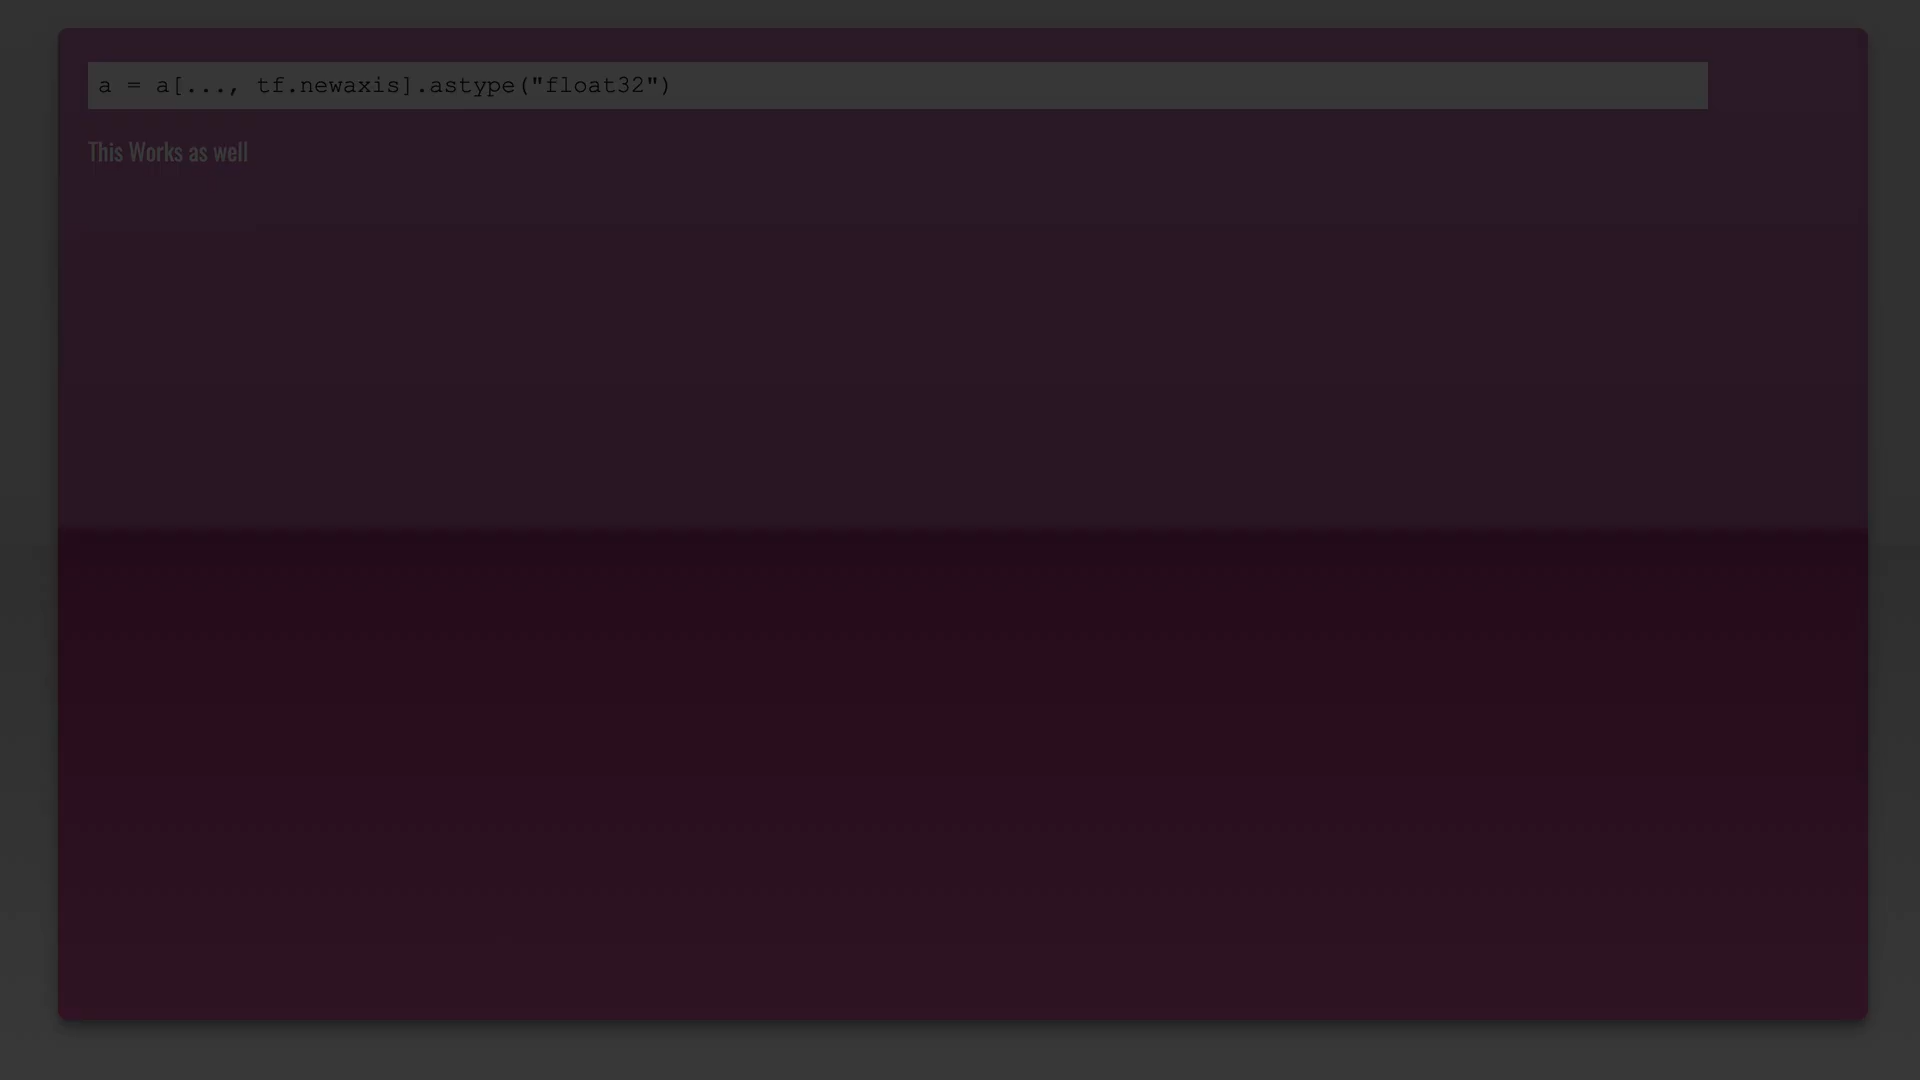 a = a[..., tf.newaxis].astype("float32")
This Works as well